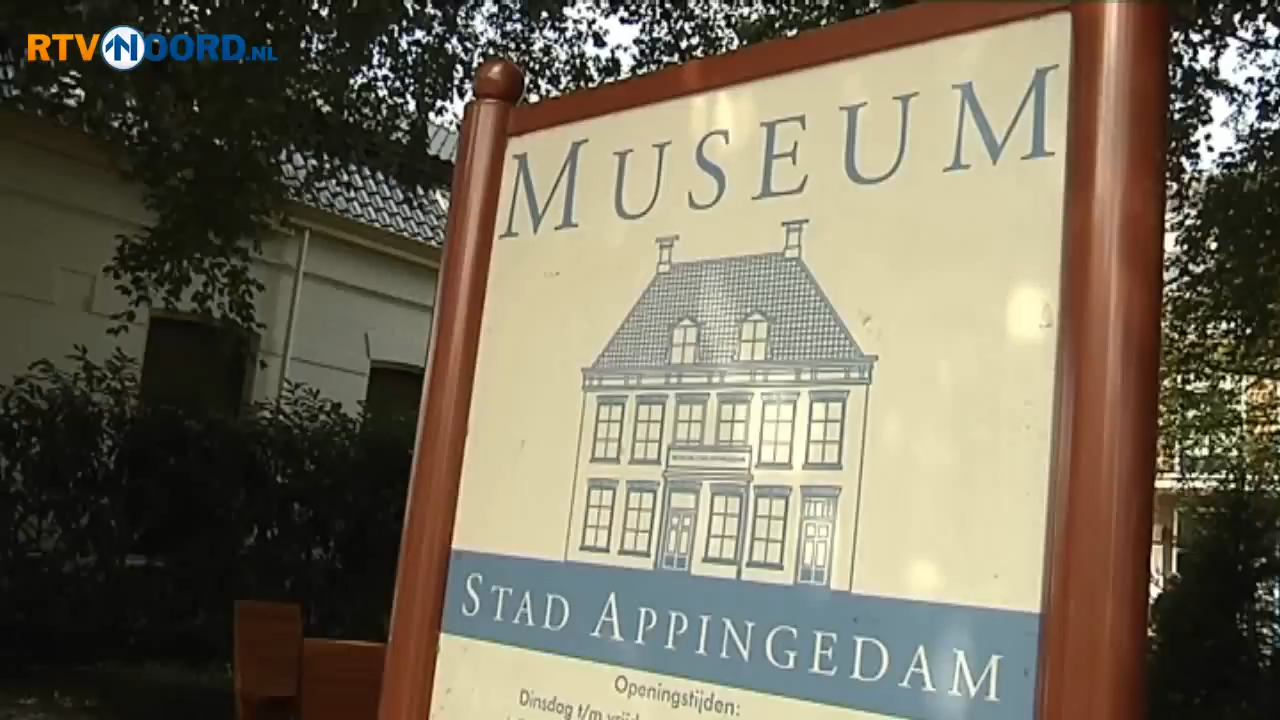 RTVNOORD.NL
MUSEUM
STAD APPINGEDAM
Openingstijden:
Dinsdag t/m